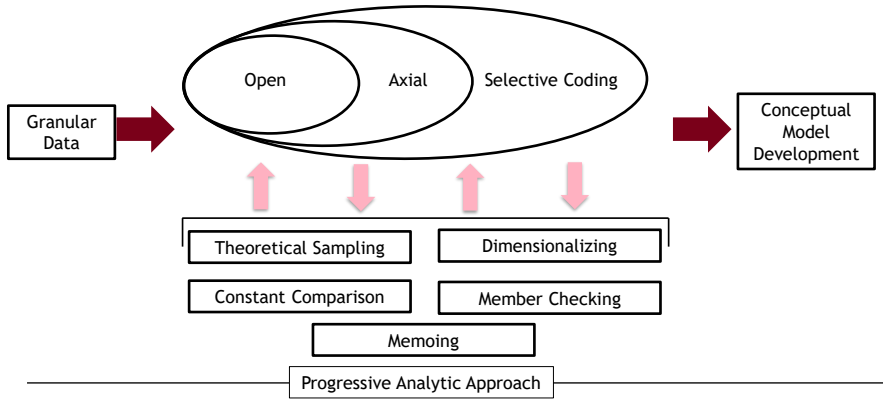 Open
Axial
Selective Coding
Granular
Data
Conceptual
Model
Development
Theoretical Sampling
Dimensionalizing
Constant Comparison
Member Checking
Memoing
Progressive Analytic Approach